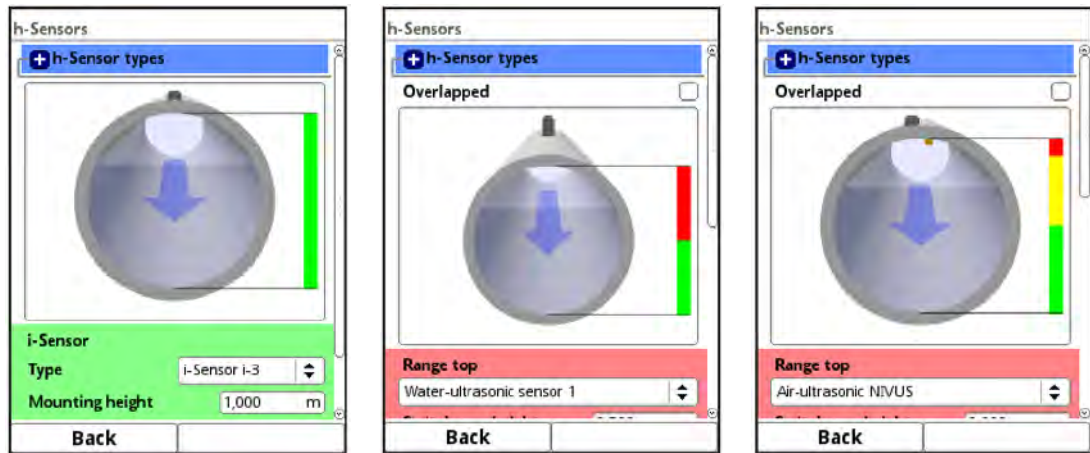 h-Sensors
h-Sensor types
i-Sensor
Type
i-Sensor i-3
Mounting height
1,000 m
Back
h-Sensors
h-Sensor types
Overlapped
Range top
Water-ultrasonic sensor 1
Back
h-Sensors
h-Sensor types
Overlapped
Range top
Air-ultrasonic NIVUS
Back